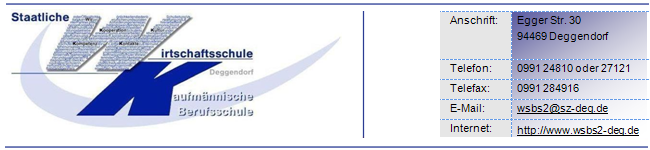 Staatliche
Wirtschaftsschule
Deggendorf
Kaufmännische
Berufsschule
Anschrift: Egger Str. 30
94469 Deggendorf
Telefon: 0991 24810 oder 27121
Telefax: 0991 284916
E-Mail: wsbs2@sz-deg.de
Internet: http://www.wsbs2-deg.de